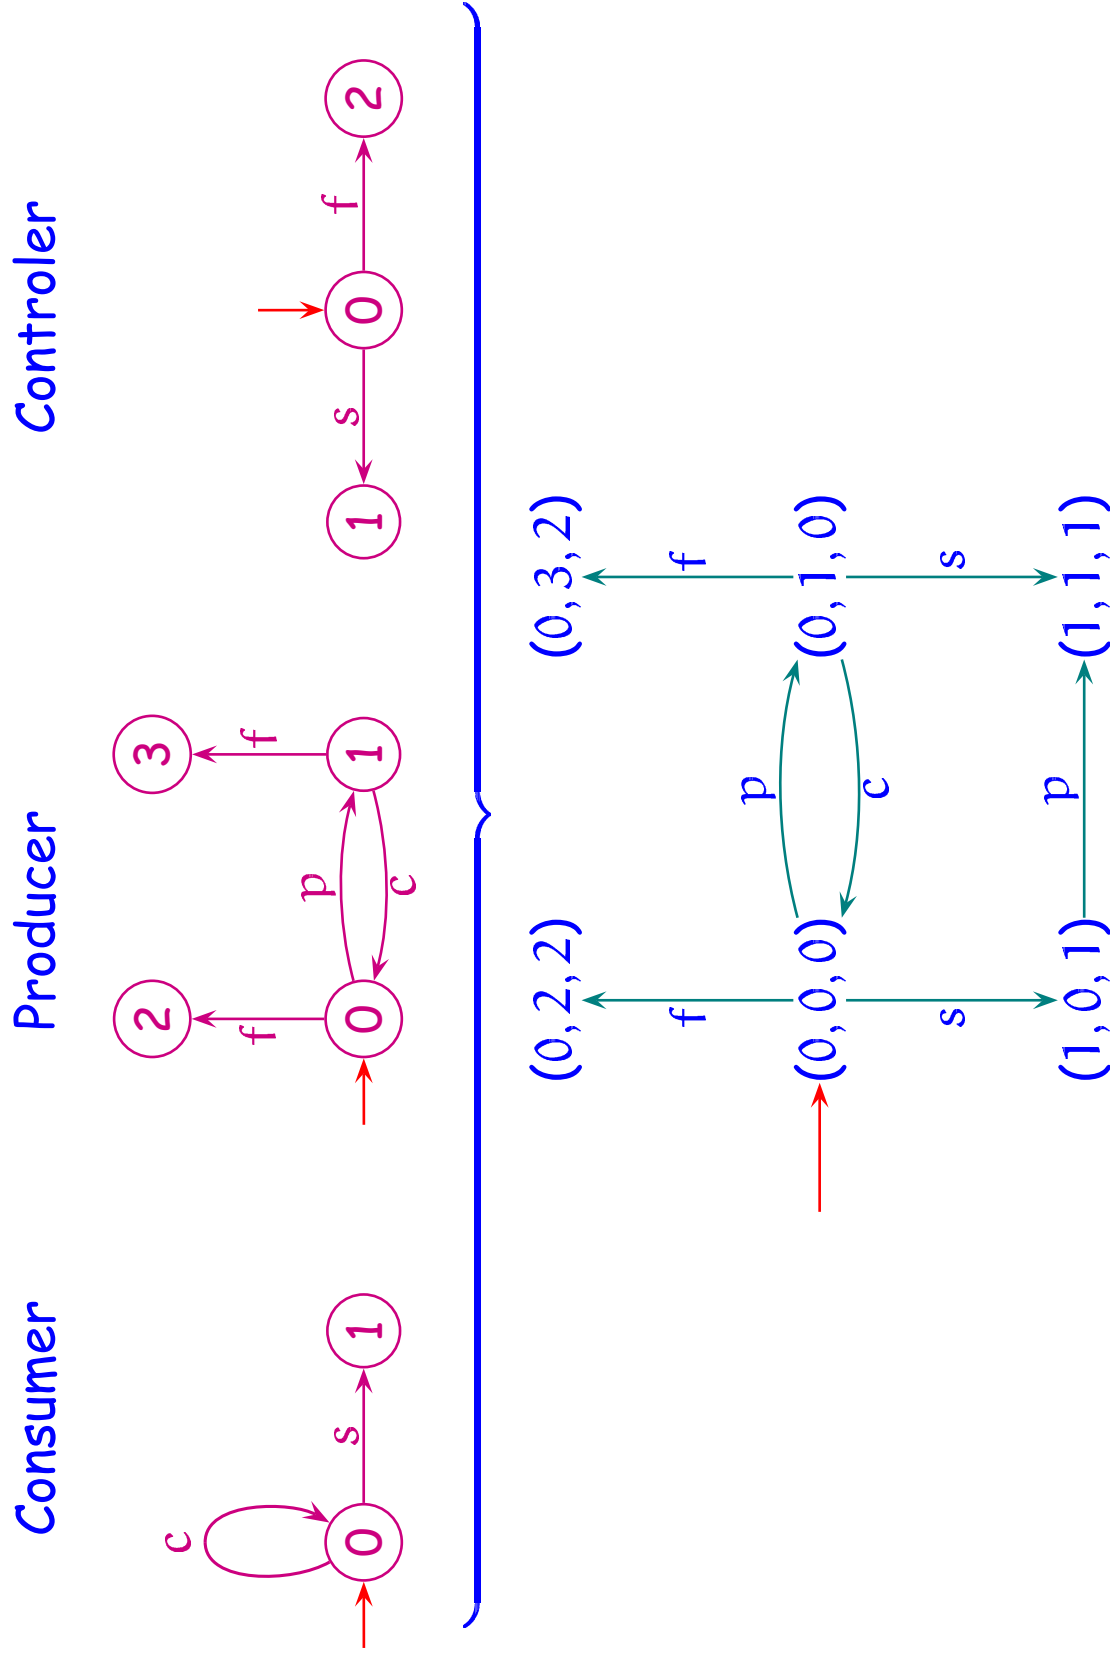 Consumer Producer Controler
2 3
c
f f
s p s f
0 1 0 1 1 0 2
c
(0, 2, 2) (0, 3, 2)
f f
p
(0, 0, 0) (0, 1, 0)
c
s s
p
(1, 0, 1) (1, 1, 1)